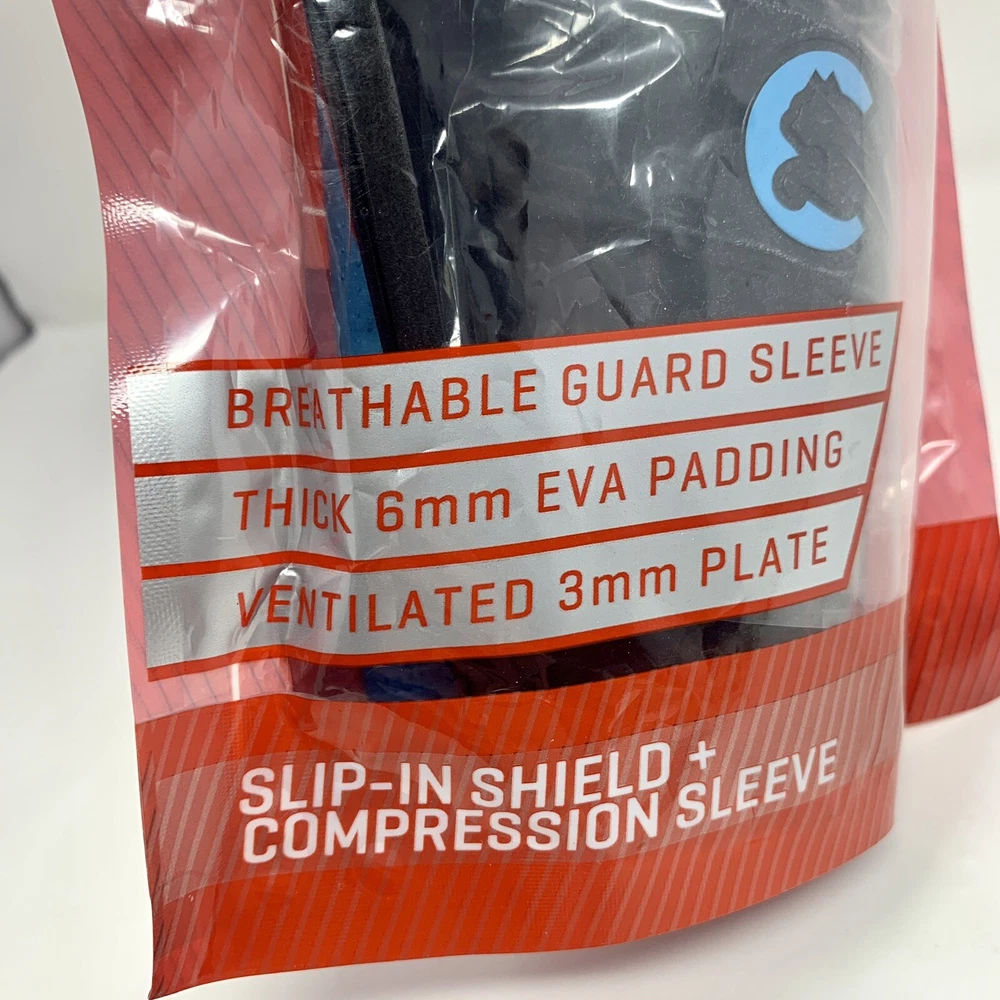 BREATHABLE GUARD SLEEVE
THICK 6mm EVA PADDING
VENTILATED 3mm PLATE
SLIP-IN SHIELD +
COMPRESSION SLEEVE